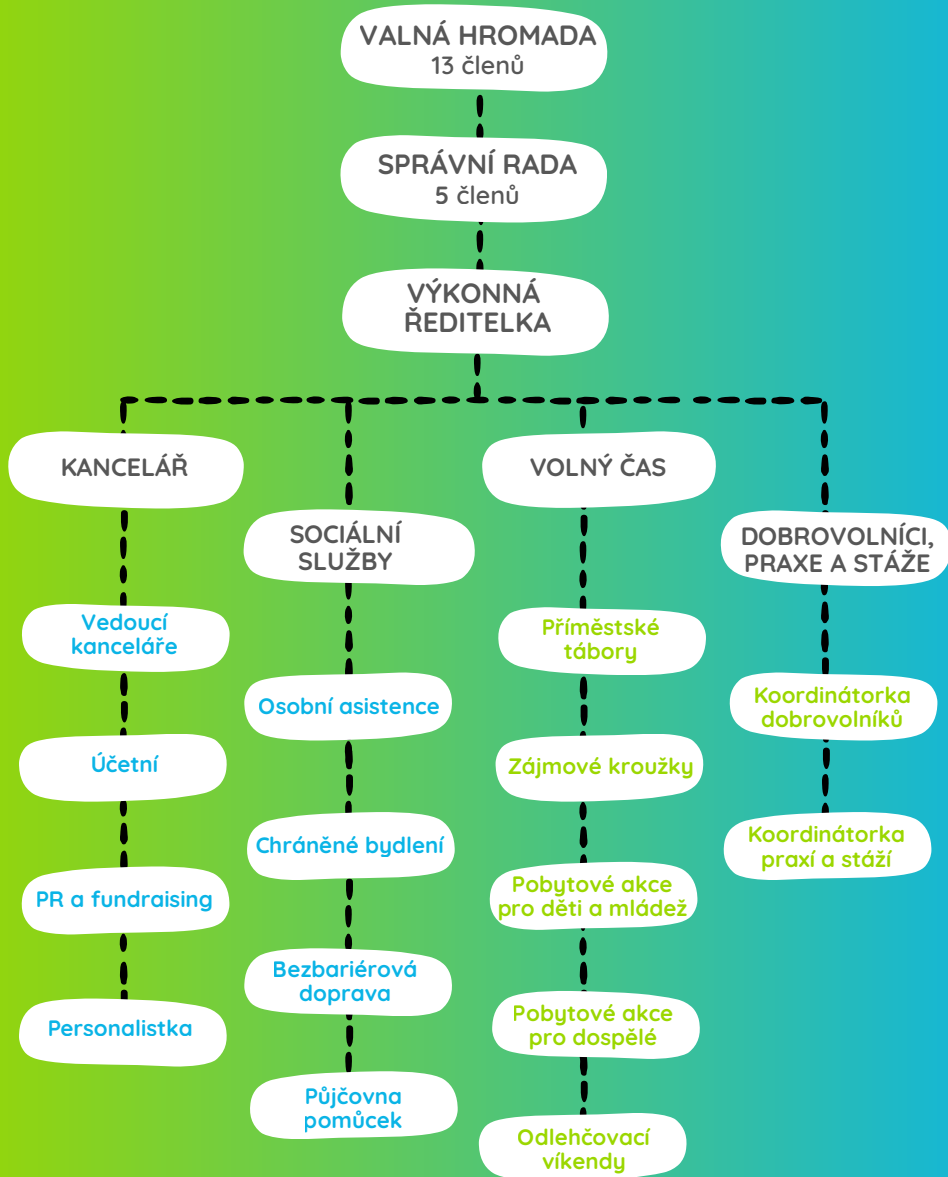 VALNÁ HROMADA
13 členů
SPRÁVNÍ RADA
5 členů
VÝKONNÁ
ŘEDITELKA
KANCELÁŘ
Vedoucí
kanceláře
Účetní
PR a fundraising
Personalistka
SOCIÁLNÍ
SLUŽBY
Osobní asistence
Chráněné bydlení
Bezbariérová
doprava
Půjčovna
pomůcek
VOLNÝ ČAS
Příměstské
tábory
Zájmové kroužky
Pobytové akce
pro děti a mládež
Pobytové akce
pro dospělé
Odlehčovací
víkendy
DOBROVOLNÍCI,
PRAXE A STÁŽE
Koordinátorka
dobrovolníků
Koordinátorka
praxí a stáží